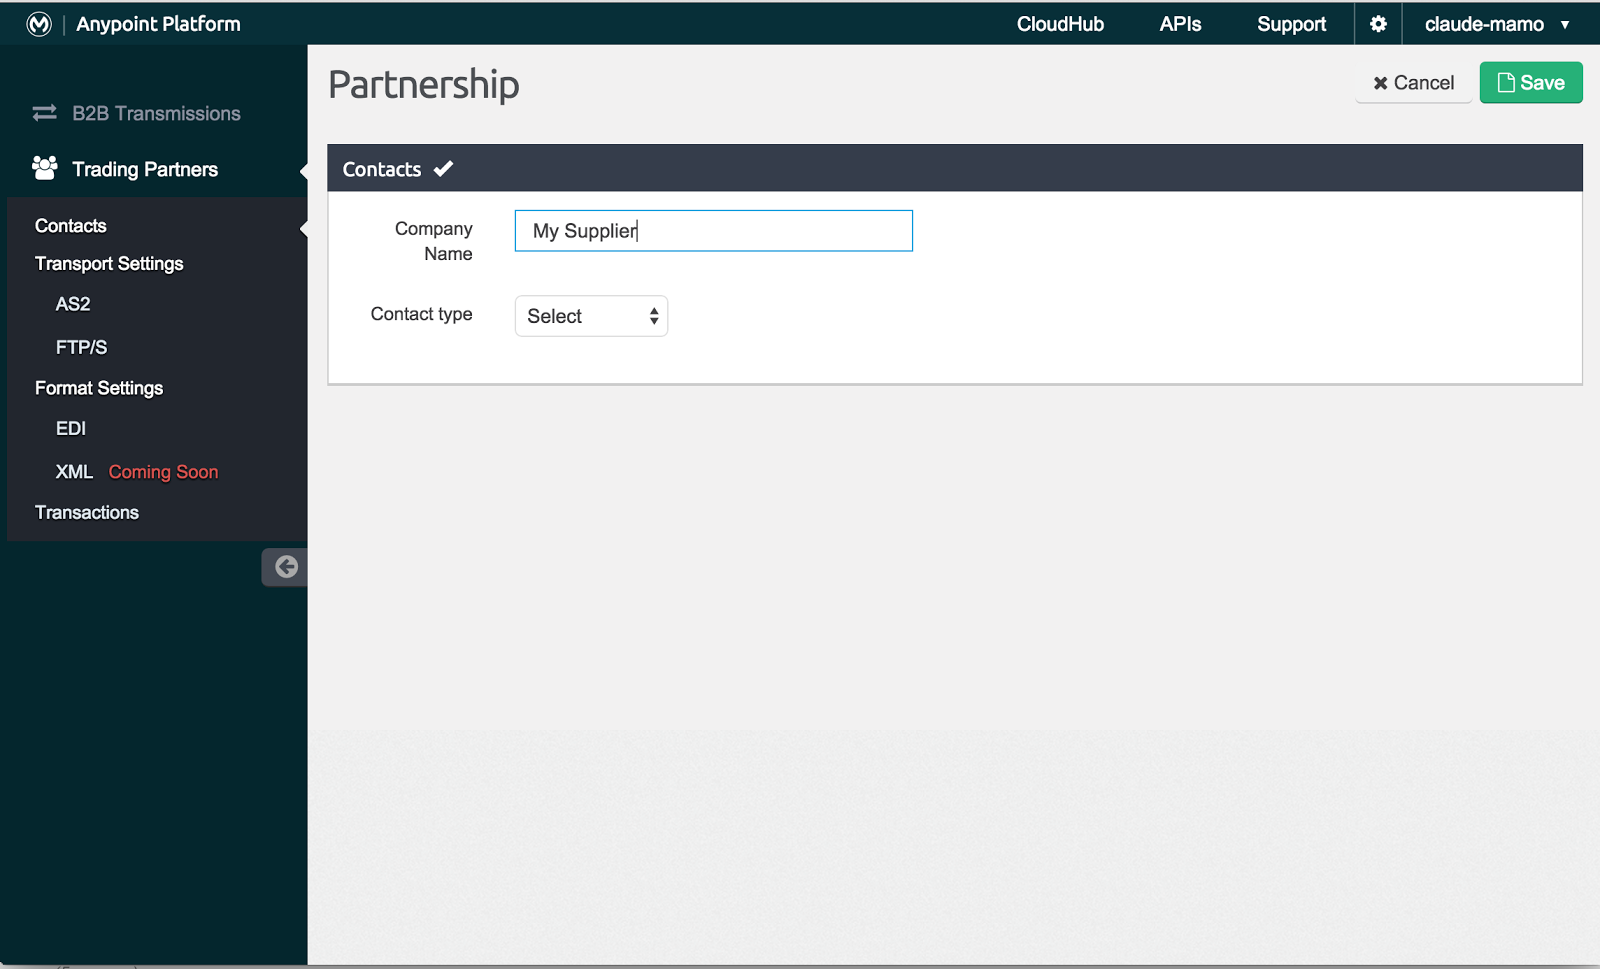 Anypoint Platform
CloudHub
APIs
Support
claude-mamo
B2B Transmissions
Trading Partners
Contacts
Transport Settings
AS2
FTP/S
Format Settings
EDI
XML Coming Soon
Transactions
Partnership
Cancel
Save
Contacts
Company
Name
My Supplier
Contact type
Select